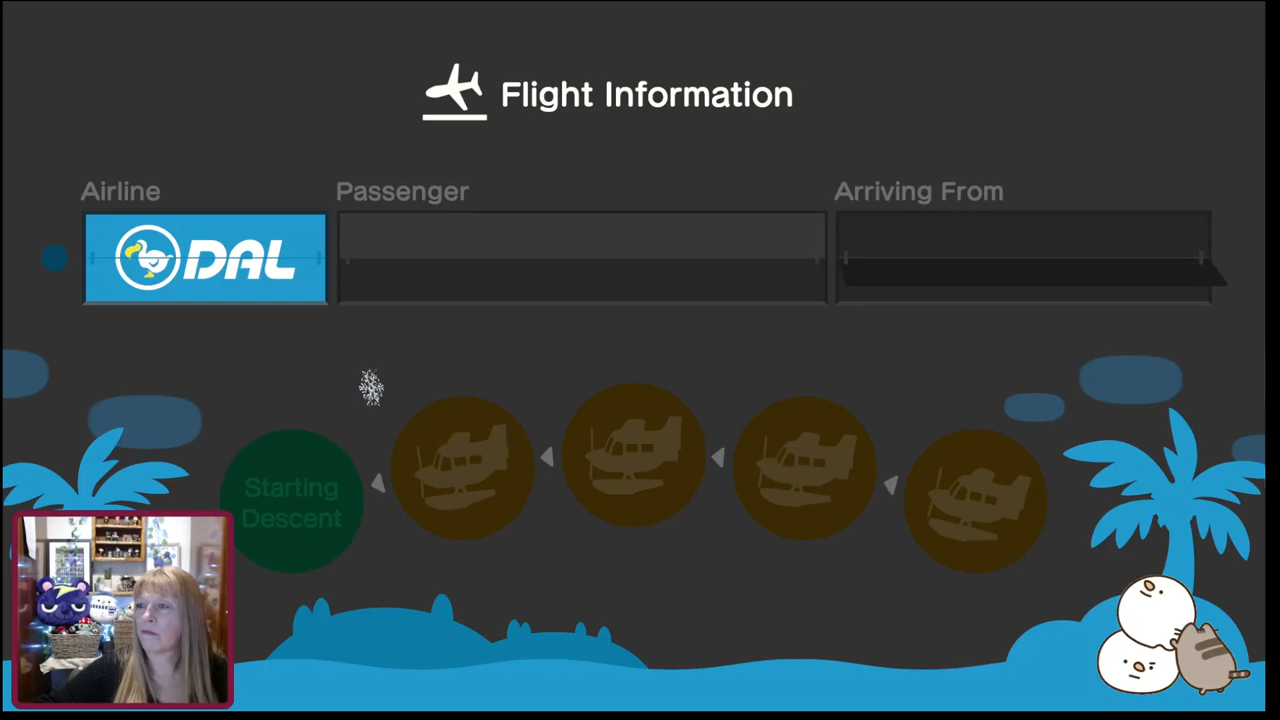 Flight Information
Airline
Passenger
Arriving From
DAL
Starting
Descent